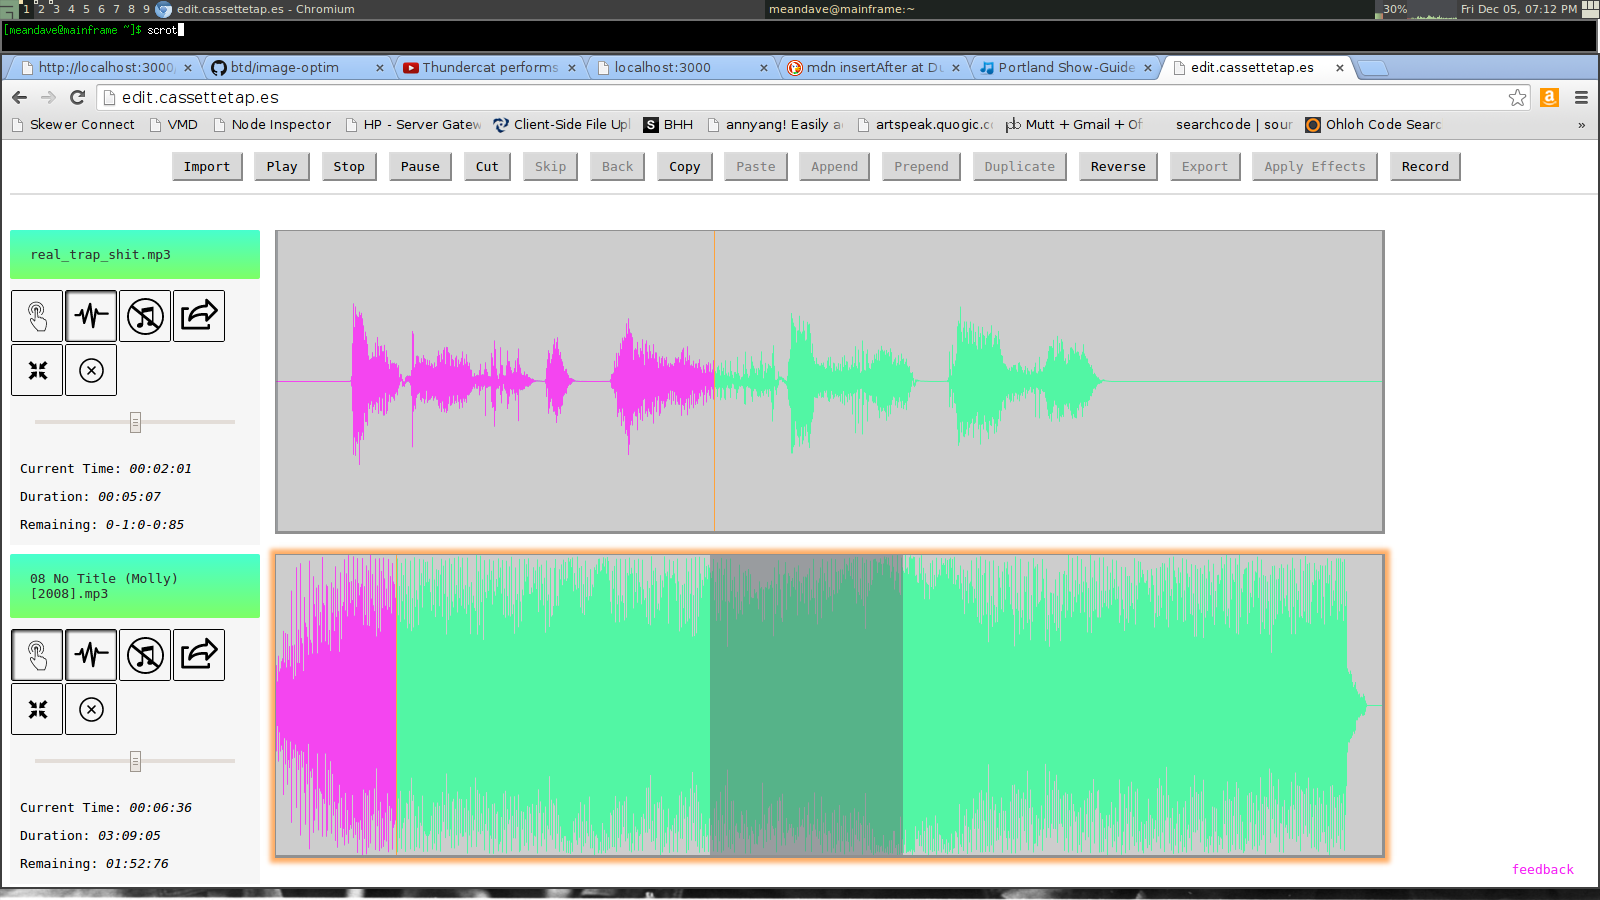 1 2 3 4 5 6 7 8 9 edit.cassettetap.es - Chromium meandave@mainframe:~ 30% Fri Dec 05, 07:12 PM
[meandave@mainframe ~]$ scrot
http://localhost:3000, btd/image-optim Thundercat performs localhost:3000 mdn insertAfter at Du Portland Show-Guide edit.cassettetap.es
edit.cassettetap.es
Skewer Connect VMD Node Inspector HP - Server Gatew Client-Side File Upl BHH annyang! Easily a artspeak.quogic.co Mutt + Gmail + Of searchcode | sour Ohloh Code Searc »
Import Play Stop Pause Cut Skip Back Copy Paste Append Prepend Duplicate Reverse Export Apply Effects Record
real_trap_shit.mp3
Current Time: 00:02:01
Duration: 00:05:07
Remaining: 0-1:0-0:85
08 No Title (Molly)
[2008].mp3
Current Time: 00:06:36
Duration: 03:09:05
Remaining: 01:52:76
feedback